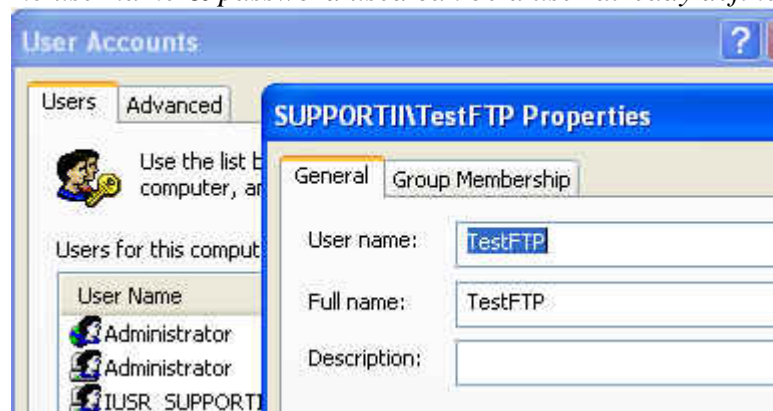 User Accounts
Users Advanced
Use the list b
computer, an
Users for this comput
User Name
Administrator
Administrator
IUSR_SUPPORTI
SUPPORTII\TestFTP Properties
General Group Membership
User name: TestFTP
Full name: TestFTP
Description: